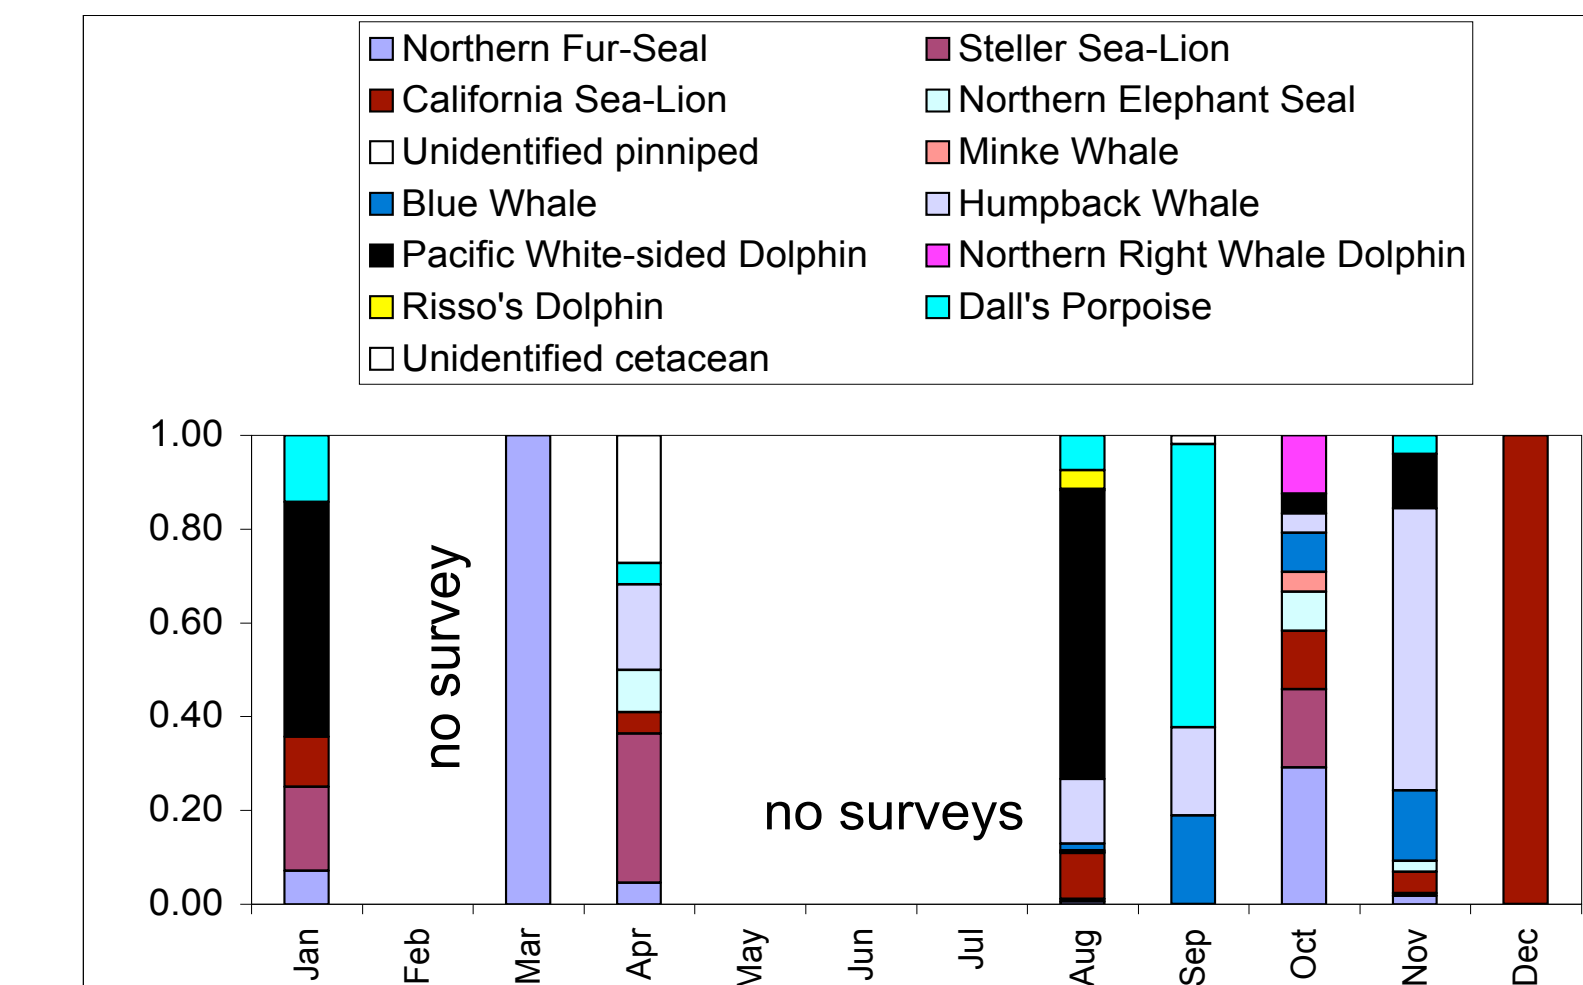 Northern Fur-Seal Steller Sea-Lion
California Sea-Lion Northern Elephant Seal
Unidentified pinniped Minke Whale
Blue Whale Humpback Whale
Pacific White-sided Dolphin Northern Right Whale Dolphin
Risso's Dolphin Dall's Porpoise
Unidentified cetacean
1.00
0.80
0.60
0.40
0.20
0.00
no survey
no surveys
Jan Feb Mar Apr May Jun Jul Aug Sep Oct Nov Dec